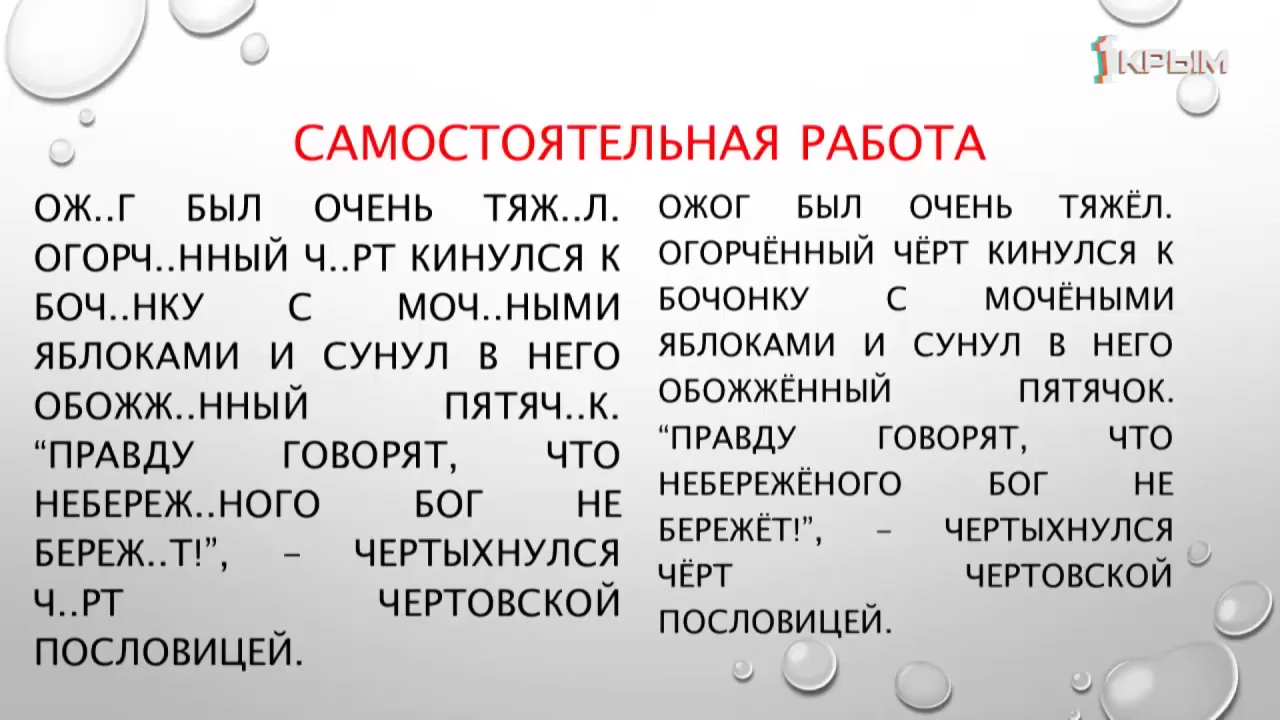 1КРЫМ
САМОСТОЯТЕЛЬНАЯ РАБОТА
ОЖ..Г БЫЛ ОЧЕНЬ ТЯЖ..Л.
ОГОРЧ..ННЫЙ Ч..РТ КИНУЛСЯ К
БОЧ..НКУ С МОЧ..НЫМИ
ЯБЛОКАМИ И СУНУЛ В НЕГО
ОБОЖЖ..ННЫЙ ПЯТЯЧ..К.
“ПРАВДУ ГОВОРЯТ, ЧТО
НЕБЕРЕЖ..НОГО БОГ НЕ
БЕРЕЖ..Т!”, – ЧЕРТЫХНУЛСЯ
Ч..РТ ЧЕРТОВСКОЙ
ПОСЛОВИЦЕЙ.
ОЖОГ БЫЛ ОЧЕНЬ ТЯЖЁЛ.
ОГОРЧЁННЫЙ ЧЁРТ КИНУЛСЯ К
БОЧОНКУ С МОЧЁНЫМИ
ЯБЛОКАМИ И СУНУЛ В НЕГО
ОБОЖЖЁННЫЙ ПЯТЯЧОК.
“ПРАВДУ ГОВОРЯТ, ЧТО
НЕБЕРЕЖЁНОГО БОГ НЕ
БЕРЕЖЁТ!”, – ЧЕРТЫХНУЛСЯ
ЧЁРТ ЧЕРТОВСКОЙ
ПОСЛОВИЦЕЙ.